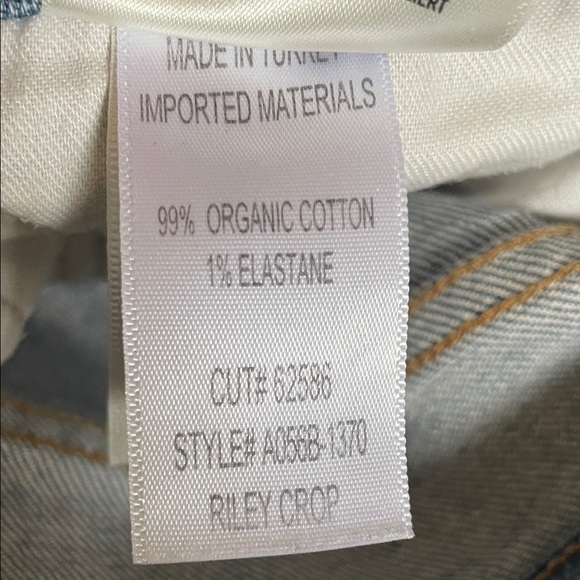 MADE IN TURKEY
IMPORTED MATERIALS
99% ORGANIC COTTON
1% ELASTANE
CUT# 62586
STYLE# A056B-1370
RILEY CROP